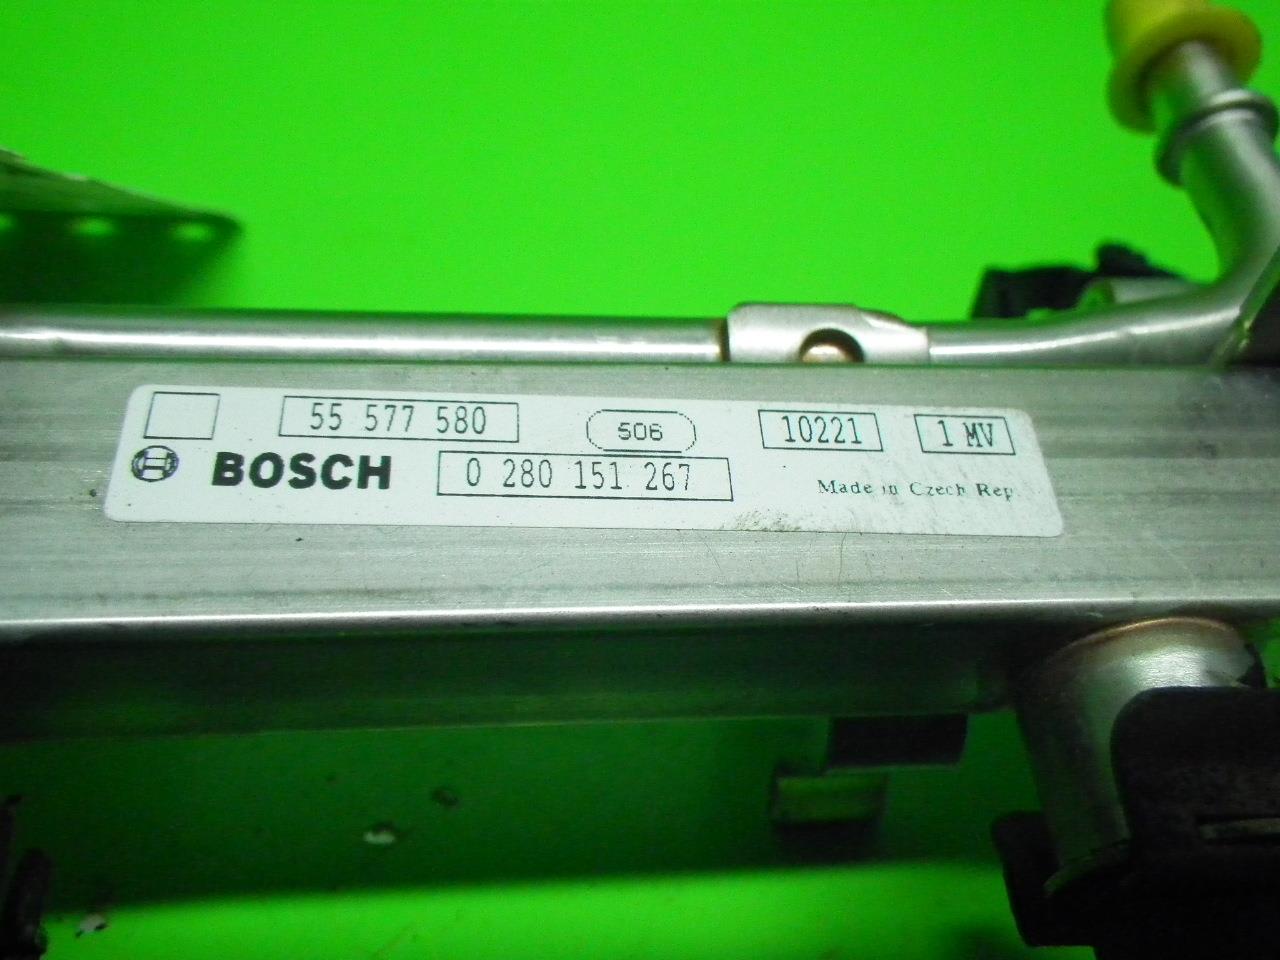 55 577 580 506 10221 1 MV
BOSCH 0 280 151 267 Made in Czech Rep.